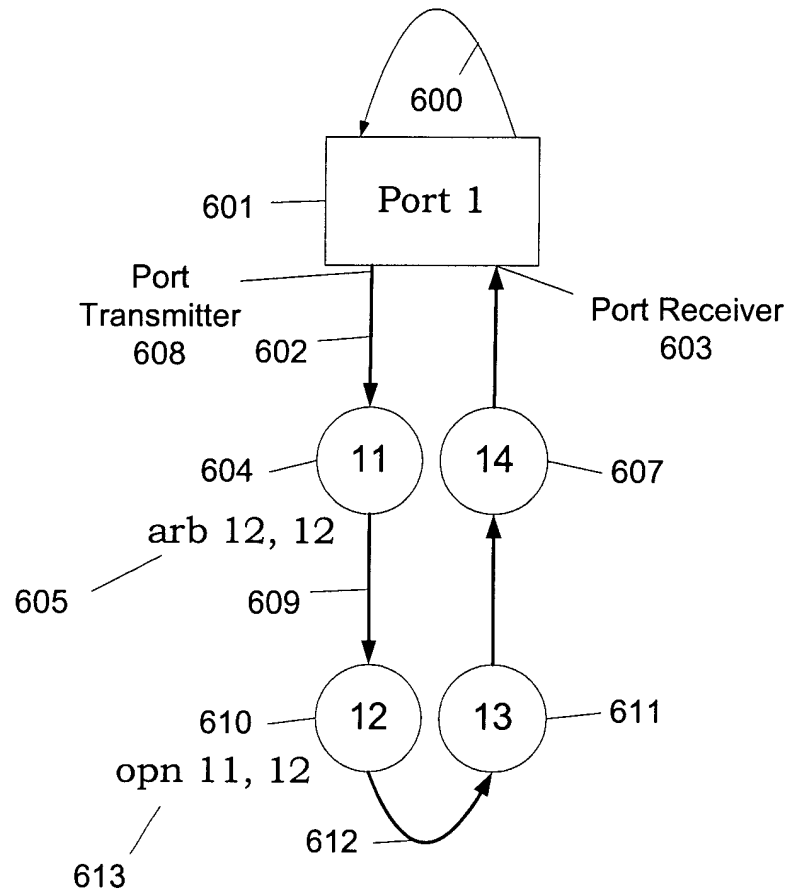 600
601
Port 1
Port
Transmitter
608
602
Port Receiver
603
604
11
14
607
arb 12, 12
605
609
610
12
13
611
opn 11, 12
612
613